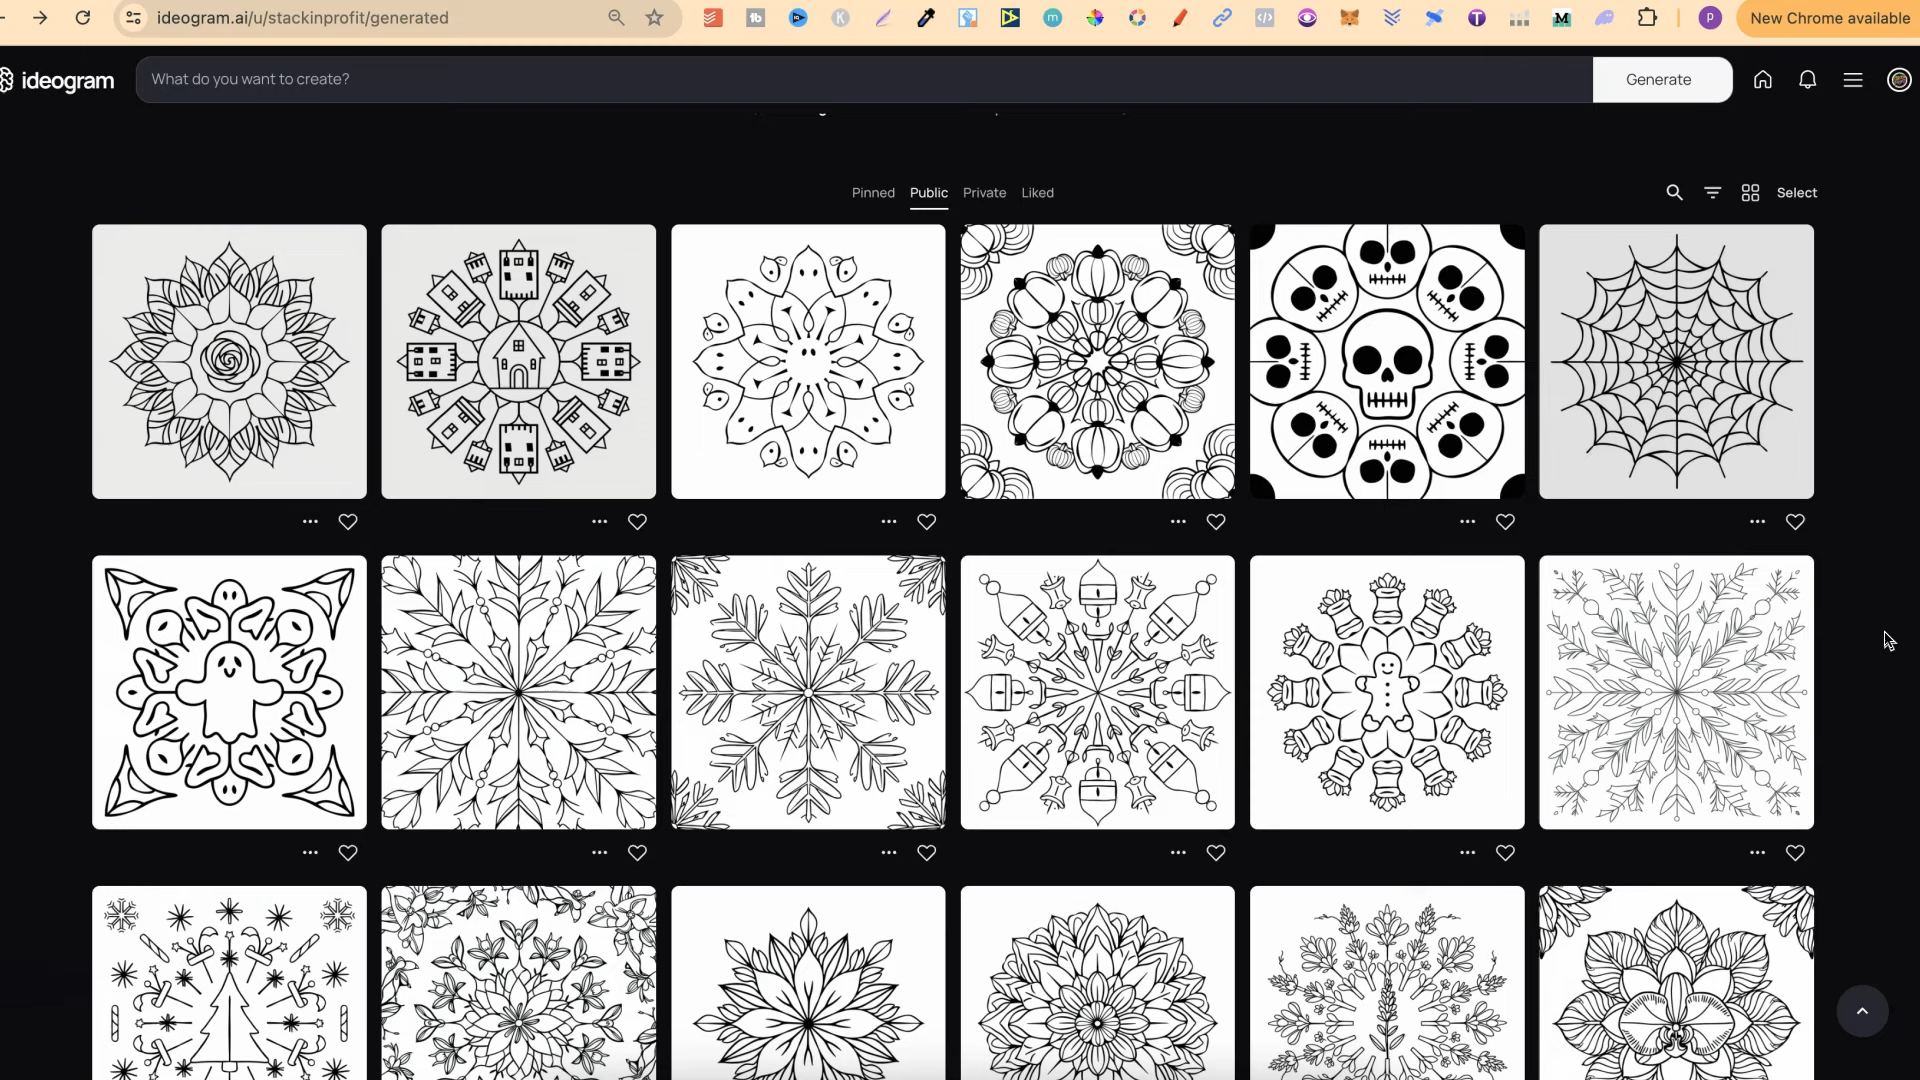 ideogram.ai/u/stackinprofit/generated
New Chrome available
ideogram
What do you want to create?
Generate
Pinned
Public
Private
Liked
Select